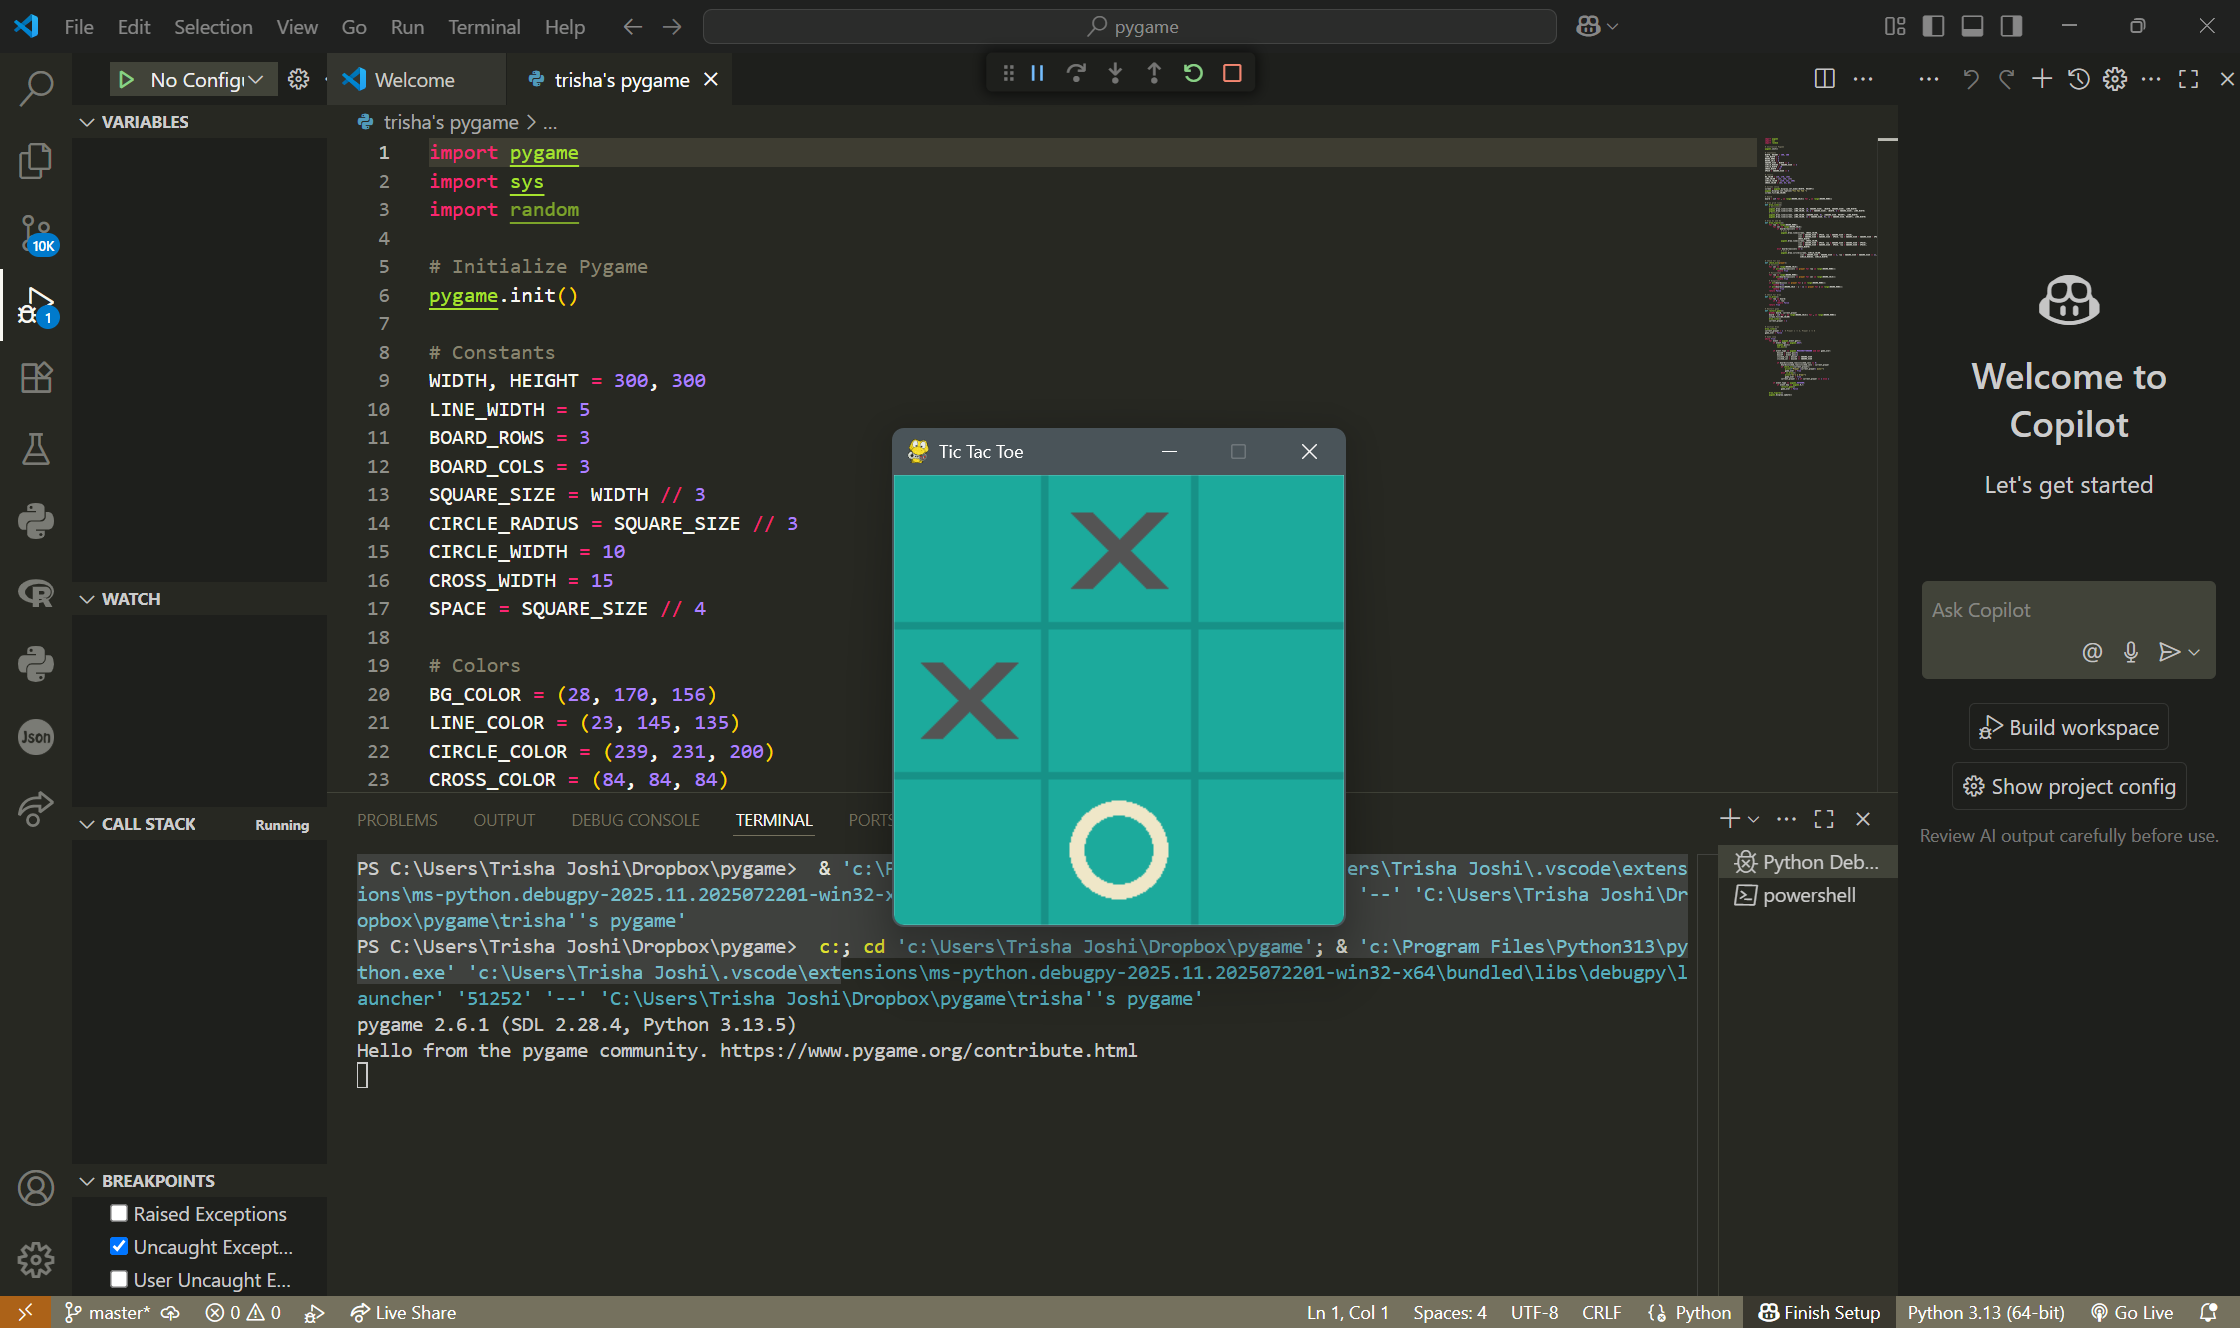 File Edit Selection View Go Run Terminal Help
pygame
No Config
Welcome
trisha's pygame
VARIABLES
trisha's pygame > ...
1 import pygame
2 import sys
3 import random
4
5 # Initialize Pygame
6 pygame.init()
7
8 # Constants
9 WIDTH, HEIGHT = 300, 300
10 LINE_WIDTH = 5
11 BOARD_ROWS = 3
12 BOARD_COLS = 3
13 SQUARE_SIZE = WIDTH // 3
14 CIRCLE_RADIUS = SQUARE_SIZE // 3
15 CIRCLE_WIDTH = 10
16 CROSS_WIDTH = 15
17 SPACE = SQUARE_SIZE // 4
18
19 # Colors
20 BG_COLOR = (28, 170, 156)
21 LINE_COLOR = (23, 145, 135)
22 CIRCLE_COLOR = (239, 231, 200)
23 CROSS_COLOR = (84, 84, 84)
10K
1
Json
WATCH
CALL STACK Running
BREAKPOINTS
Raised Exceptions
Uncaught Except...
User Uncaught E...
Tic Tac Toe
PROBLEMS OUTPUT DEBUG CONSOLE TERMINAL PORTS
PS C:\Users\Trisha Joshi\Dropbox\pygame> & 'c:\P ers\Trisha Joshi\.vscode\extens
ions\ms-python.debugpy-2025.11.2025072201-win32-x '--' 'C:\Users\Trisha Joshi\Dr
opbox\pygame\trisha''s pygame'
PS C:\Users\Trisha Joshi\Dropbox\pygame> c:; cd 'c:\Users\Trisha Joshi\Dropbox\pygame'; & 'c:\Program Files\Python313\py
thon.exe' 'c:\Users\Trisha Joshi\.vscode\extensions\ms-python.debugpy-2025.11.2025072201-win32-x64\bundled\libs\debugpy\l
auncher' '51252' '--' 'C:\Users\Trisha Joshi\Dropbox\pygame\trisha''s pygame'
pygame 2.6.1 (SDL 2.28.4, Python 3.13.5)
Hello from the pygame community. https://www.pygame.org/contribute.html
Python Deb...
powershell
Welcome to
Copilot
Let's get started
Ask Copilot
@
Build workspace
Show project config
Review AI output carefully before use.
master* 0 0 Live Share Ln 1, Col 1 Spaces: 4 UTF-8 CRLF Python Finish Setup Python 3.13 (64-bit) Go Live